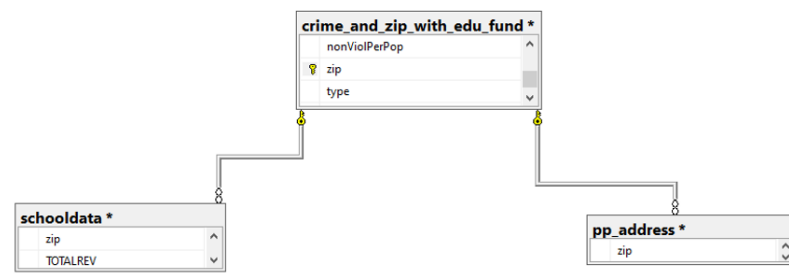 crime_and_zip_with_edu_fund *
nonViolPerPop
zip
type
schooldata *
zip
TOTALREV
pp_address *
zip